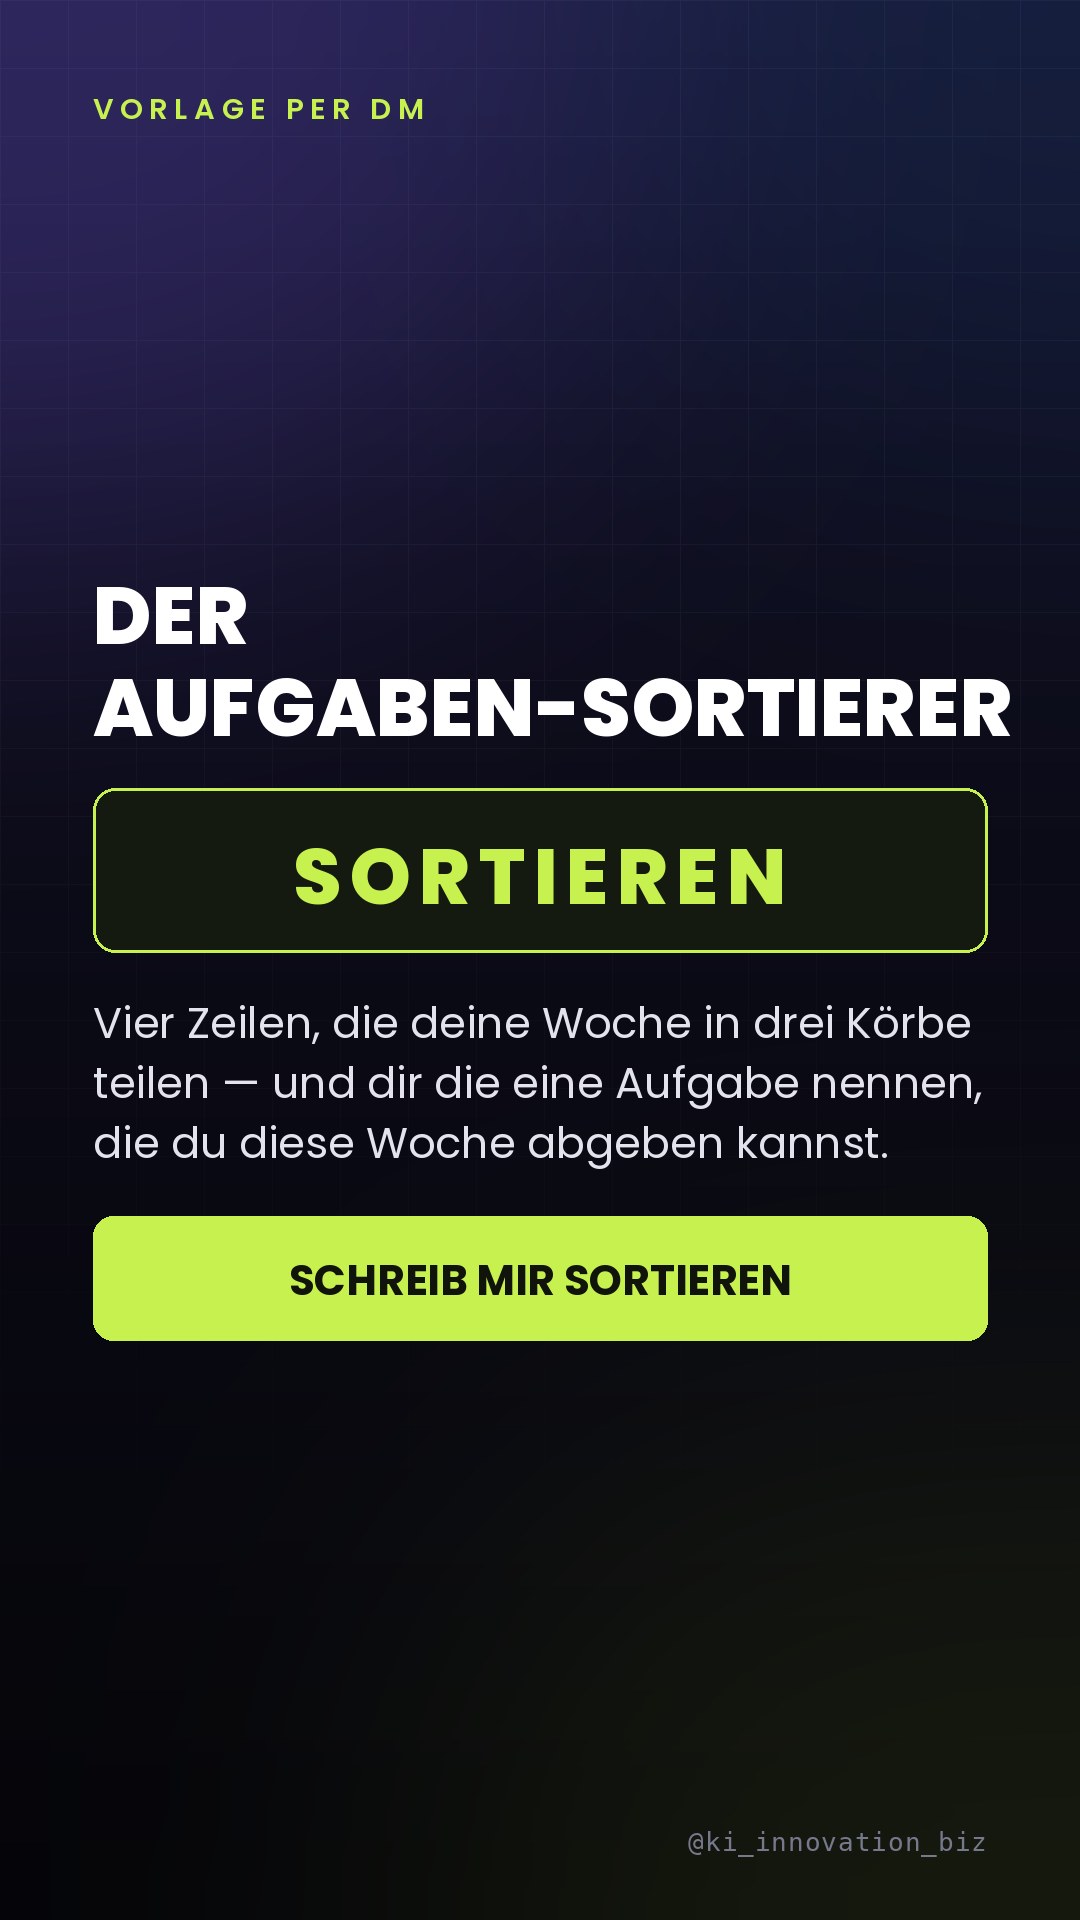 VORLAGE PER DM
DER
AUFGABEN-SORTIERER
SORTIEREN
Vier Zeilen, die deine Woche in drei Körbe
teilen — und dir die eine Aufgabe nennen,
die du diese Woche abgeben kannst.
SCHREIB MIR SORTIEREN
@ki_innovation_biz